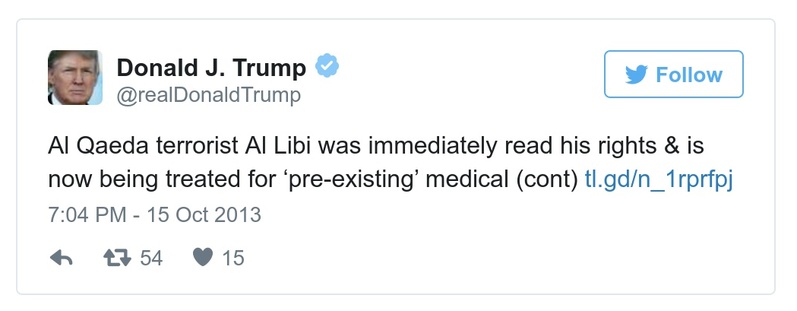 Donald J. Trump
@realDonaldTrump
Follow
Al Qaeda terrorist Al Libi was immediately read his rights & is
now being treated for ‘pre-existing’ medical (cont) tl.gd/n_1rprfpj
7:04 PM - 15 Oct 2013
54 15